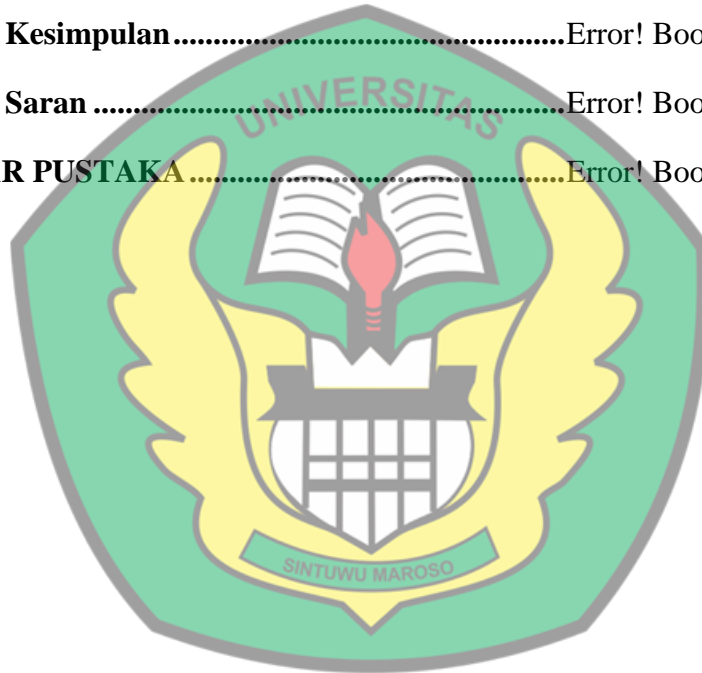 Kesimpulan.................................................Error! Boo
Saran ...........................................................Error! Boo
R PUSTAKA ...............................................Error! Boo
UNIVERSITAS
SINTUWU MAROSO